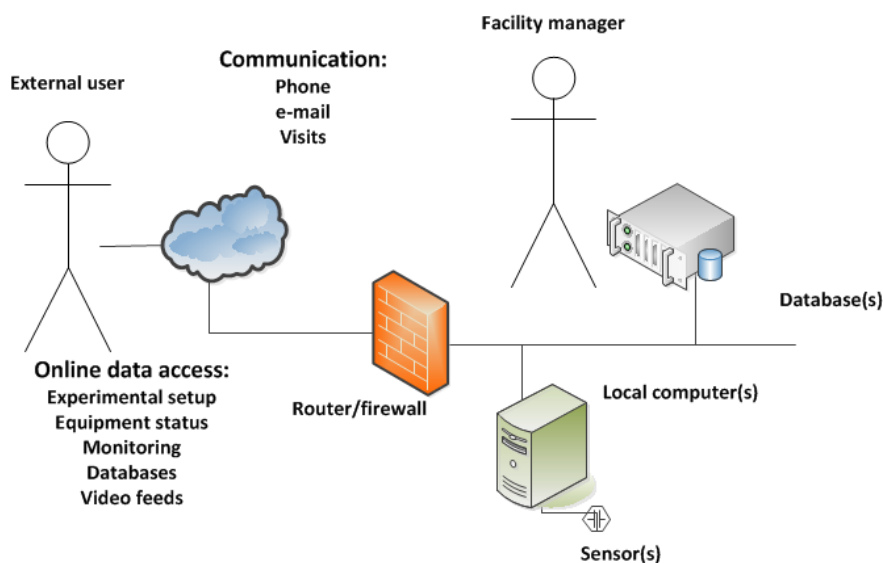 Facility manager
Communication:
Phone
e-mail
Visits
External user
Database(s)
Online data access:
Experimental setup
Equipment status
Monitoring
Databases
Video feeds
Router/firewall
Local computer(s)
Sensor(s)